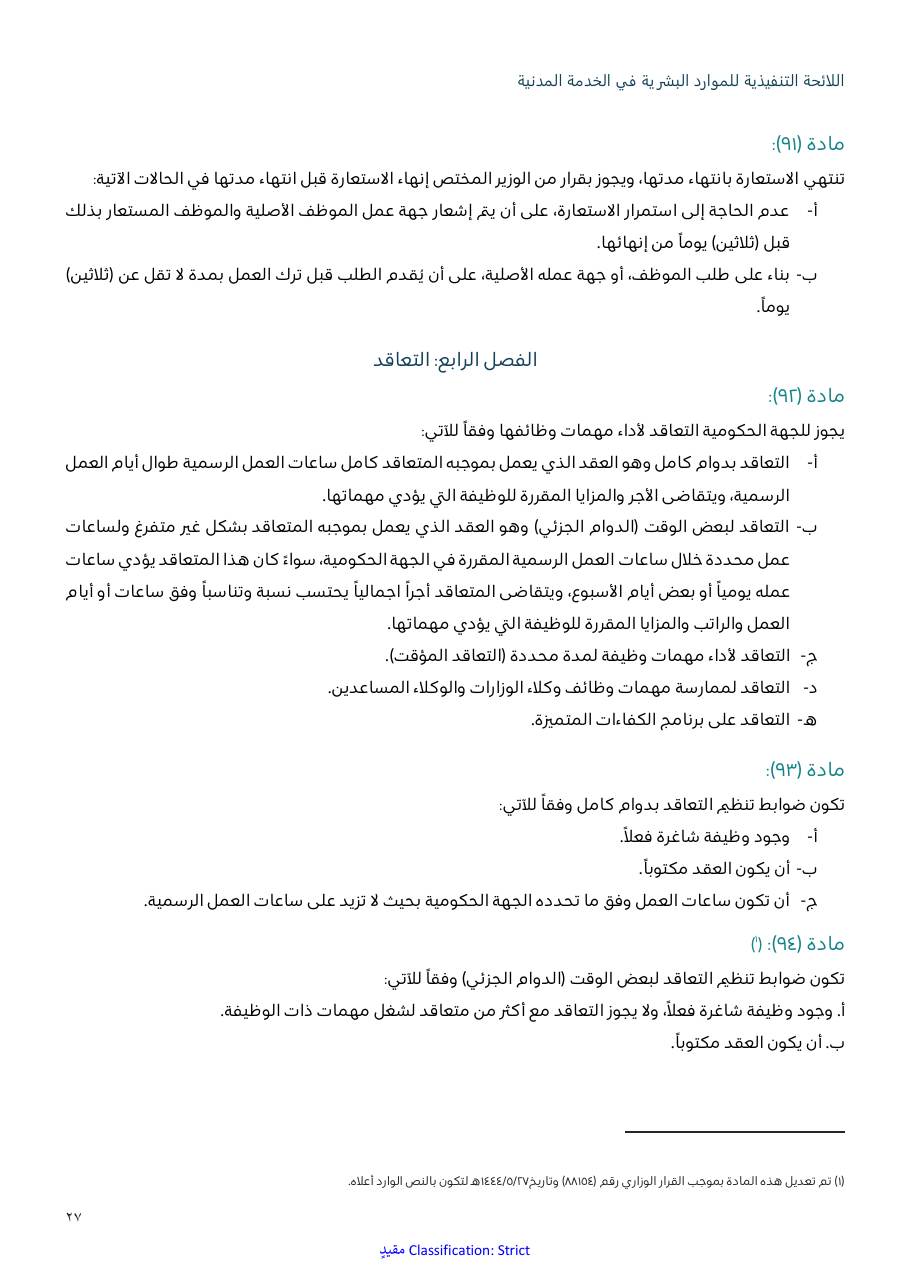 اللائحة التنفيذية للموارد البشرية في الخدمة المدنية
مادة (٩١):
تنتهي الاستعارة بانتهاء مدتها، ويجوز بقرار من الوزير المختص إنهاء الاستعارة قبل انتهاء مدتها في الحالات الآتية:
أ- عدم الحاجة إلى استمرار الاستعارة، على أن يتم إشعار جهة عمل الموظف الأصلية والموظف المستعار بذلك
قبل (ثلاثين) يوماً من إنهائها.
ب- بناء على طلب الموظف، أو جهة عمله الأصلية، على أن يُقدم الطلب قبل ترك العمل بمدة لا تقل عن (ثلاثين)
يوماً.
الفصل الرابع: التعاقد
مادة (٩٢):
يجوز للجهة الحكومية التعاقد لأداء مهمات وظائفها وفقاً للآتي:
أ- التعاقد بدوام كامل وهو العقد الذي يعمل بموجبه المتعاقد كامل ساعات العمل الرسمية طوال أيام العمل
الرسمية، ويتقاضى الأجر والمزايا المقررة للوظيفة التي يؤدي مهماتها.
ب- التعاقد لبعض الوقت (الدوام الجزئي) وهو العقد الذي يعمل بموجبه المتعاقد بشكل غير متفرغ ولساعات
عمل محددة خلال ساعات العمل الرسمية المقررة في الجهة الحكومية، سواءً كان هذا المتعاقد يؤدي ساعات
عمله يومياً أو بعض أيام الأسبوع، ويتقاضى المتعاقد أجراً اجمالياً يحتسب نسبة وتناسباً وفق ساعات أو أيام
العمل والراتب والمزايا المقررة للوظيفة التي يؤدي مهماتها.
ج- التعاقد لأداء مهمات وظيفة لمدة محددة (التعاقد المؤقت).
د- التعاقد لممارسة مهمات وظائف وكلاء الوزارات والوكلاء المساعدين.
هـ- التعاقد على برنامج الكفاءات المتميزة.
مادة (٩٣):
تكون ضوابط تنظيم التعاقد بدوام كامل وفقاً للآتي:
أ- وجود وظيفة شاغرة فعلاً.
ب- أن يكون العقد مكتوباً.
ج- أن تكون ساعات العمل وفق ما تحدده الجهة الحكومية بحيث لا تزيد على ساعات العمل الرسمية.
مادة (٩٤): (١)
تكون ضوابط تنظيم التعاقد لبعض الوقت (الدوام الجزئي) وفقاً للآتي:
أ. وجود وظيفة شاغرة فعلاً، ولا يجوز التعاقد مع أكثر من متعاقد لشغل مهمات ذات الوظيفة.
ب. أن يكون العقد مكتوباً.
(١) تم تعديل هذه المادة بموجب القرار الوزاري رقم (٨٨١٥٤) وتاريخ١٤٤٤/٥/٢٧هـ لتكون بالنص الوارد أعلاه.
٢٧
Classification: Strict مقيدٍ